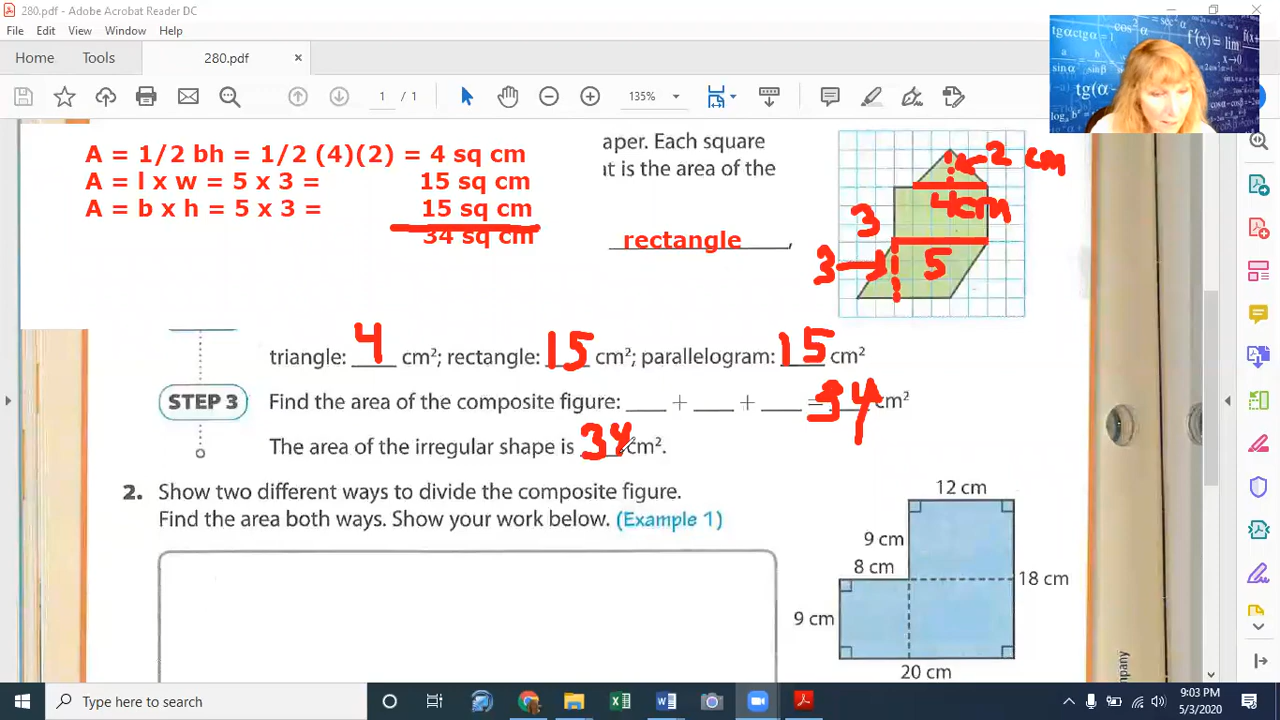 280.pdf - Adobe Acrobat Reader DC
File Edit View Window Help
Home Tools 280.pdf ×
1 / 1 135%
A = 1/2 bh = 1/2 (4)(2) = 4 sq cm
A = l x w = 5 x 3 = 15 sq cm
A = b x h = 5 x 3 = 15 sq cm
34 sq cm
aper. Each square
at is the area of the
rectangle,
2 cm
4cm
3
3
5
triangle: 4 cm²; rectangle: 15 cm²; parallelogram: 15 cm²
STEP 3 Find the area of the composite figure: ___ + ___ + ___ = 34 cm²
The area of the irregular shape is 34 cm².
2. Show two different ways to divide the composite figure.
Find the area both ways. Show your work below. (Example 1)
12 cm
9 cm
8 cm
18 cm
9 cm
20 cm
mpany
Type here to search
9:03 PM
5/3/2020